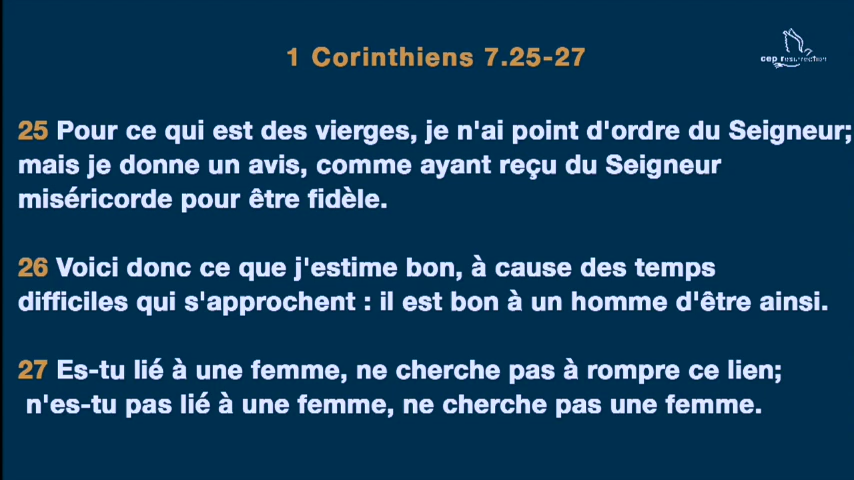 1 Corinthiens 7.25-27
cep résurrection
25 Pour ce qui est des vierges, je n'ai point d'ordre du Seigneur;
mais je donne un avis, comme ayant reçu du Seigneur
miséricorde pour être fidèle.
26 Voici donc ce que j'estime bon, à cause des temps
difficiles qui s'approchent : il est bon à un homme d'être ainsi.
27 Es-tu lié à une femme, ne cherche pas à rompre ce lien;
n'es-tu pas lié à une femme, ne cherche pas une femme.